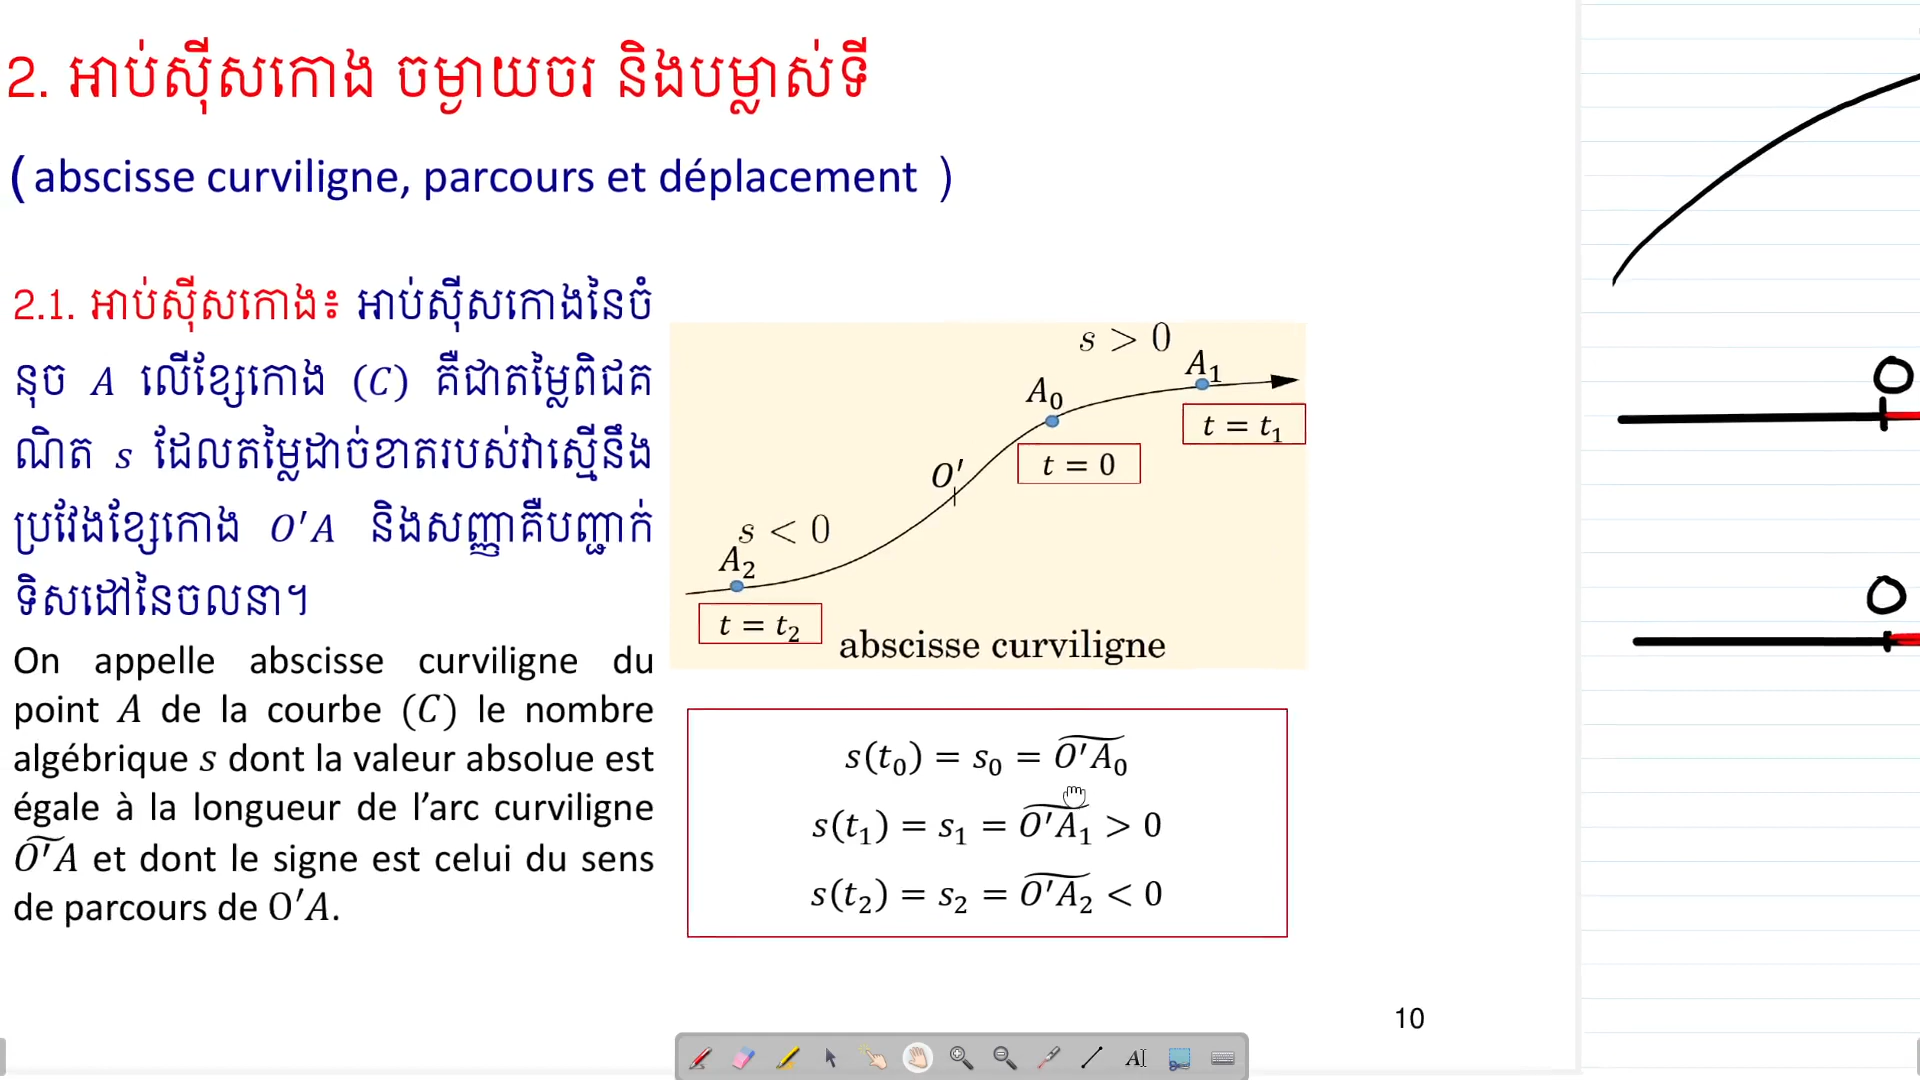 2. អាប់ស៊ីសកោង ចម្ងាយចរ និងបម្លាស់ទី
(abscisse curviligne, parcours et déplacement )
2.1. អាប់ស៊ីសកោង៖ អាប់ស៊ីសកោងនៃចំ
នុច A លើខ្សែកោង (C) គឺជាតម្លៃពិជគ
ណិត s ដែលតម្លៃដាច់ខាតរបស់វាស្មើនឹង
ប្រវែងខ្សែកោង O′A និងសញ្ញាគឺបញ្ជាក់
ទិសដៅនៃចលនា។
On appelle abscisse curviligne du
point A de la courbe (C) le nombre
algébrique s dont la valeur absolue est
égale à la longueur de l’arc curviligne
O′A et dont le signe est celui du sens
de parcours de O′A.
s > 0
A₁
A₀
t = t₁
t = 0
O′
s < 0
A₂
t = t₂
abscisse curviligne
s(t₀) = s₀ = O′A₀
s(t₁) = s₁ = O′A₁ > 0
s(t₂) = s₂ = O′A₂ < 0
10
O
O
AI